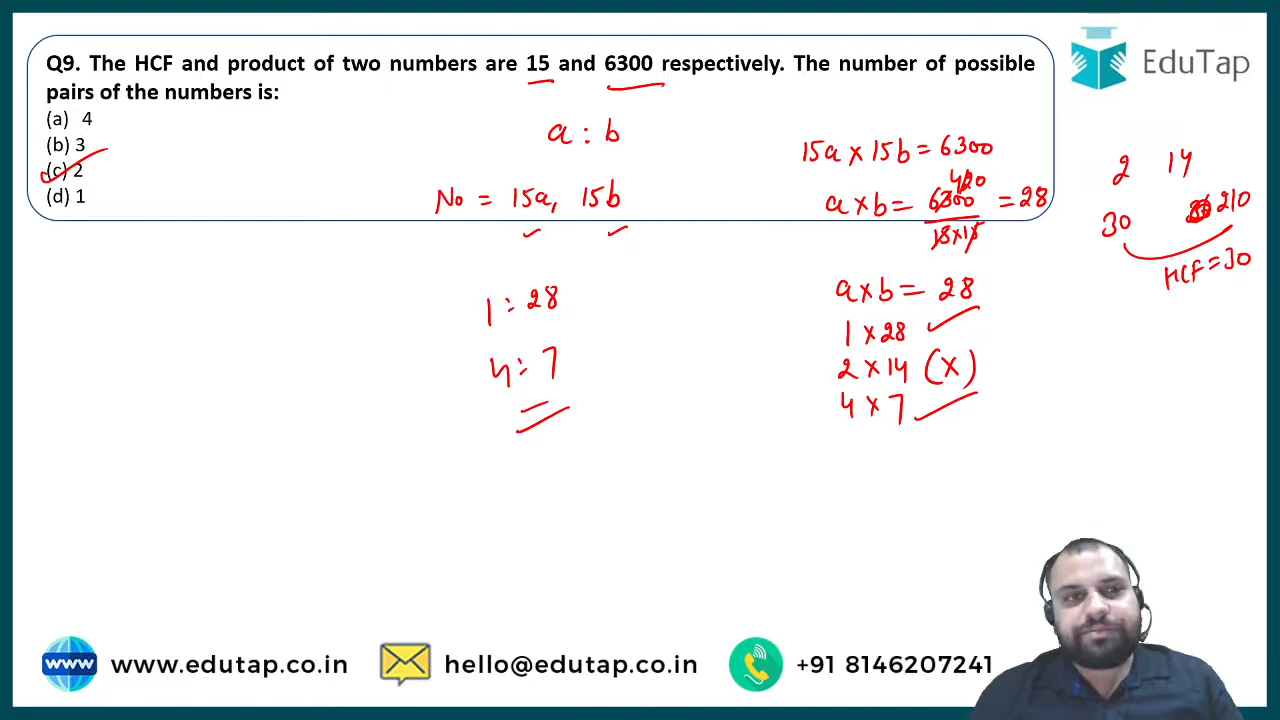 Q9. The HCF and product of two numbers are 15 and 6300 respectively. The number of possible
pairs of the numbers is:
(a) 4
(b) 3
(c) 2
(d) 1
EduTap
a : b
No = 15a, 15b
1 : 28
4 : 7
15a × 15b = 6300
420
a × b = 6300 = 28
15×15
a × b = 28
1 × 28
2 × 14 (×)
4 × 7
2 14
30 210
HCF = 30
www www.edutap.co.in
hello@edutap.co.in
+91 8146207241